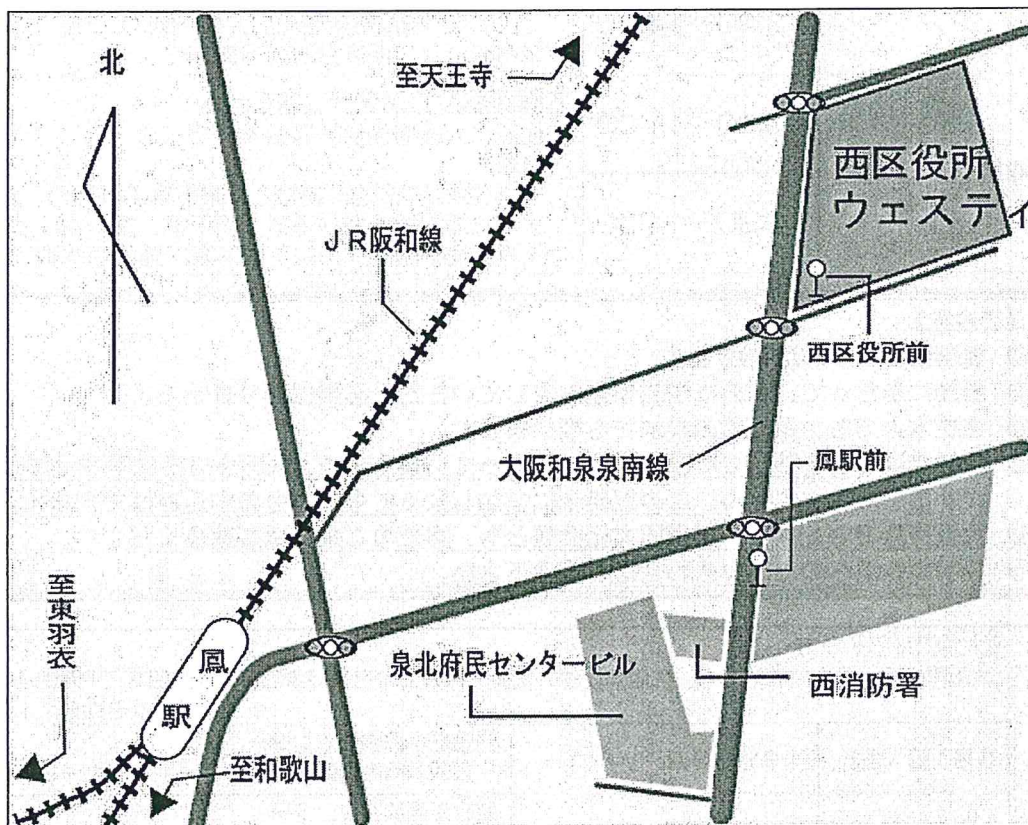 北
至天王寺
JR阪和線
西区役所
ウェスティ
西区役所前
大阪和泉泉南線
鳳駅前
至東羽衣
鳳駅
泉北府民センタービル
西消防署
至和歌山